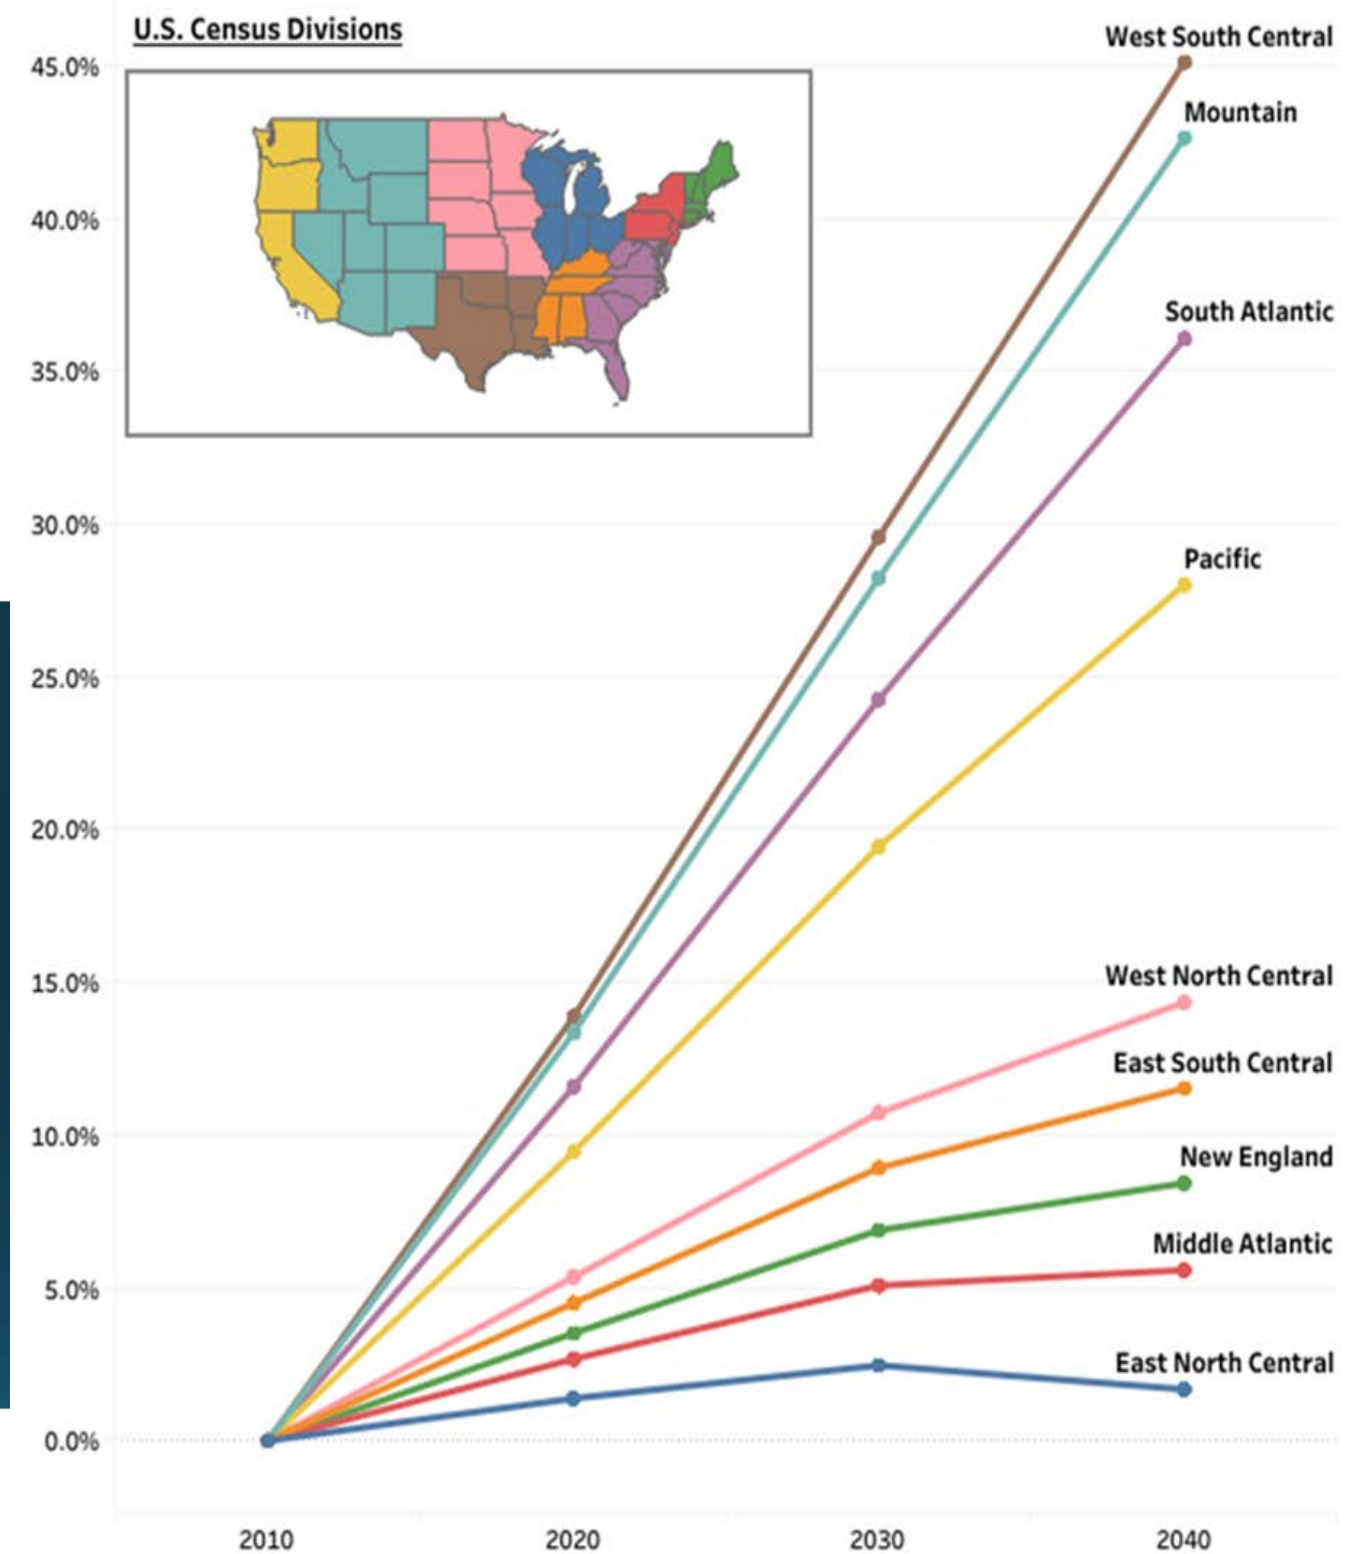 U.S. Census Divisions
West South Central
45.0%
Mountain
40.0%
South Atlantic
35.0%
30.0%
Pacific
25.0%
20.0%
15.0%
West North Central
East South Central
10.0%
New England
Middle Atlantic
5.0%
East North Central
0.0%
2010 2020 2030 2040